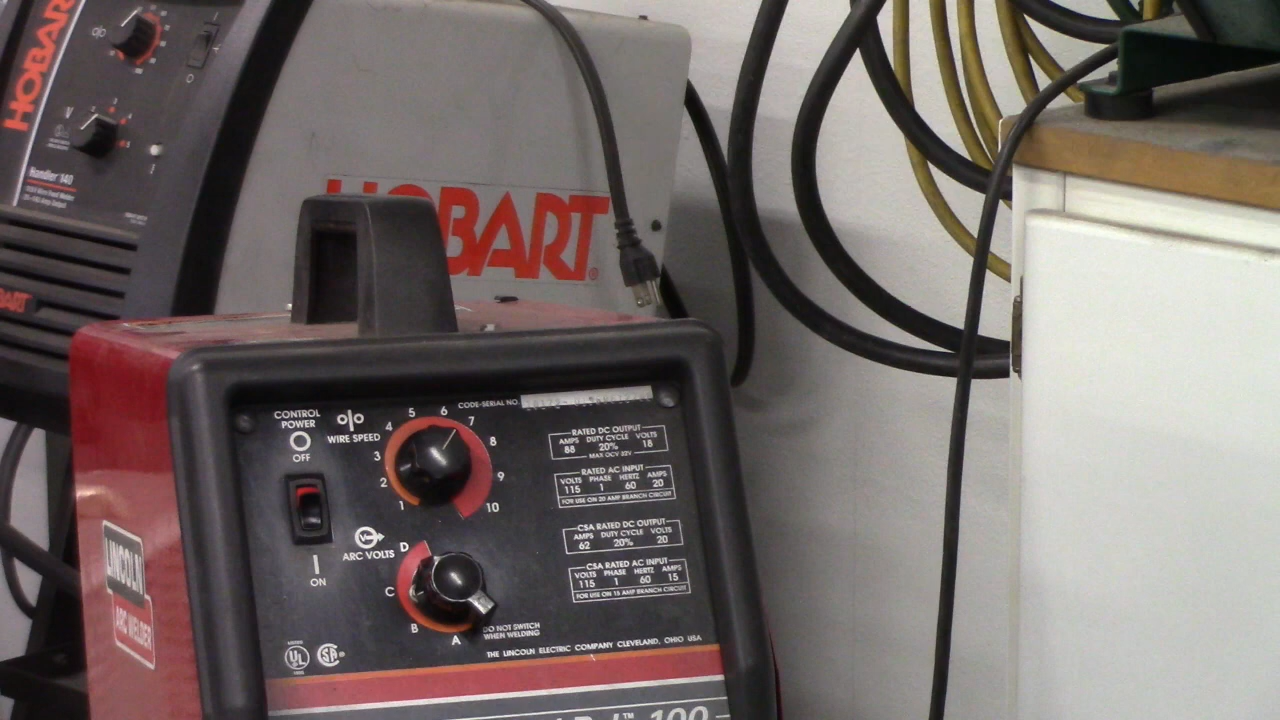 HOBART
V
Handler 140
HOBART
BART
CONTROL
POWER
OFF
ON
WIRE SPEED
1 2 3 4 5 6 7 8 9 10
CODE-SERIAL NO.
ARC VOLTS
D
C
B
A
DO NOT SWITCH
WHEN WELDING
RATED DC OUTPUT
AMPS DUTY CYCLE VOLTS
88 20% 18
MAX OCV 32V
RATED AC INPUT
VOLTS PHASE HERTZ AMPS
115 1 60 20
FOR USE ON 20 AMP BRANCH CIRCUIT
CSA RATED DC OUTPUT
AMPS DUTY CYCLE VOLTS
62 20% 20
CSA RATED AC INPUT
VOLTS PHASE HERTZ AMPS
115 1 60 15
FOR USE ON 15 AMP BRANCH CIRCUIT
UL
THE LINCOLN ELECTRIC COMPANY CLEVELAND, OHIO USA
LINCOLN
ARC WELDER
100